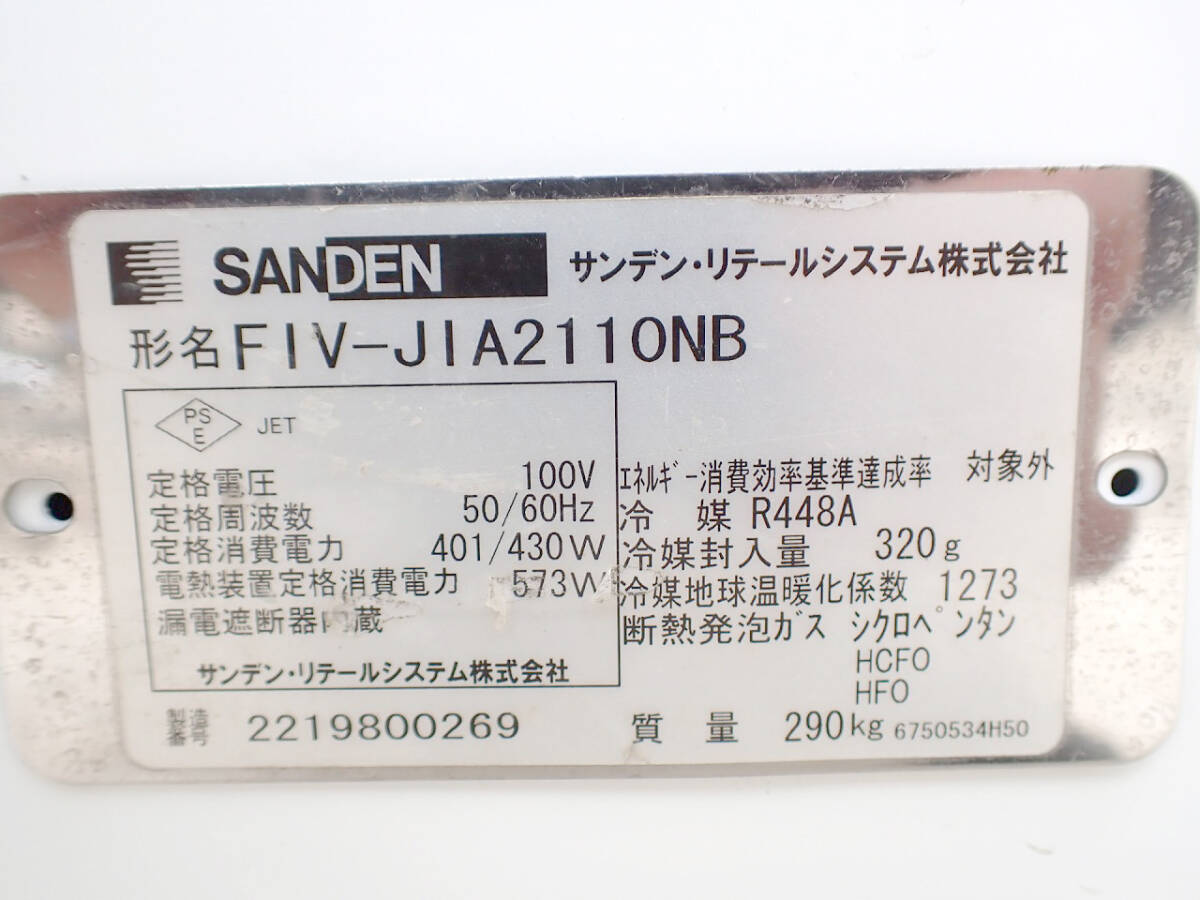 SANDEN サンデン・リテールシステム株式会社
形名 FIV-JIA2110NB
PS
E
JET
定格電圧 100V
定格周波数 50/60Hz
定格消費電力 401/430W
電熱装置定格消費電力 573W
漏電遮断器内蔵
サンデン・リテールシステム株式会社
エネルギー消費効率基準達成率 対象外
冷 媒 R448A
冷媒封入量 320g
冷媒地球温暖化係数 1273
断熱発泡ガス シクロペンタン
HCFO
HFO
製造番号 2219800269
質 量 290kg 6750534H50